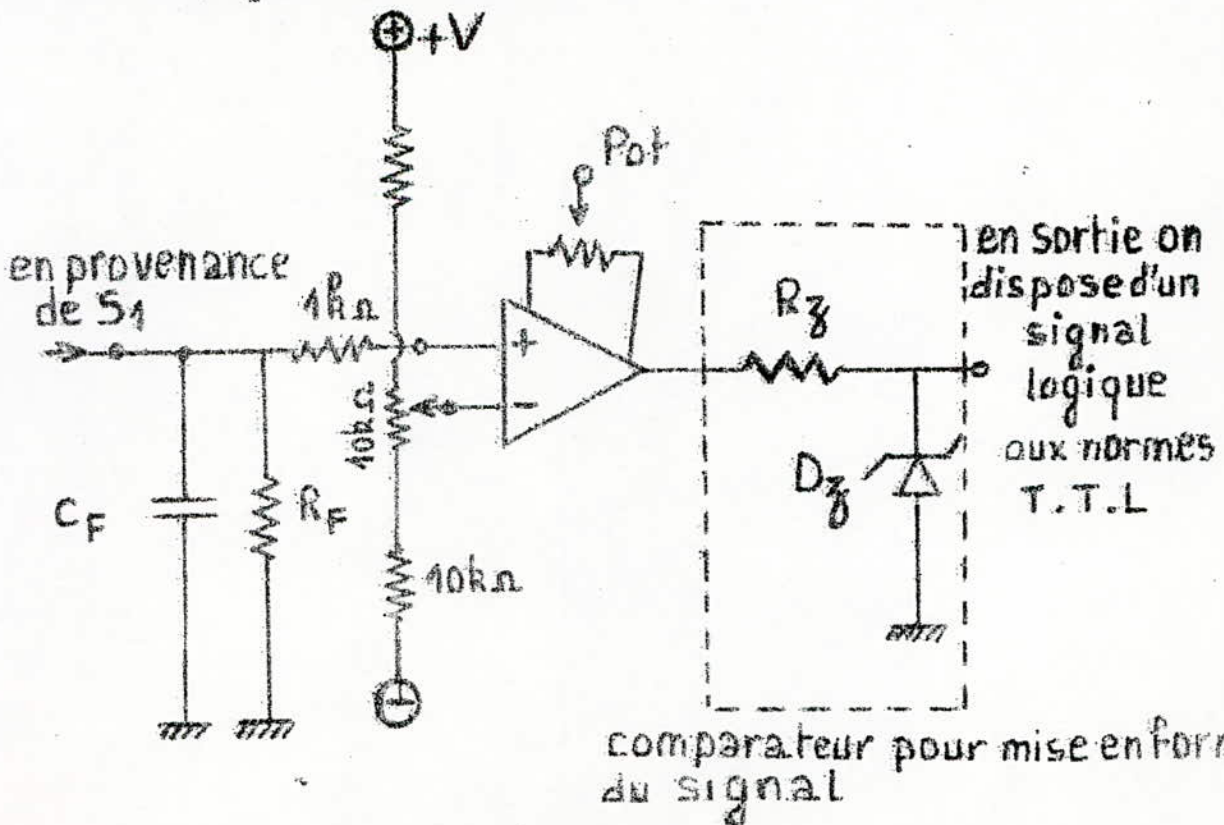 +V
Pot
en provenance
de S1
1kΩ
+
10kΩ
-
CF
RF
10kΩ
Rz
Dz
en sortie on
dispose d'un
signal
logique
aux normes
T.T.L
comparateur pour mise en form
du signal